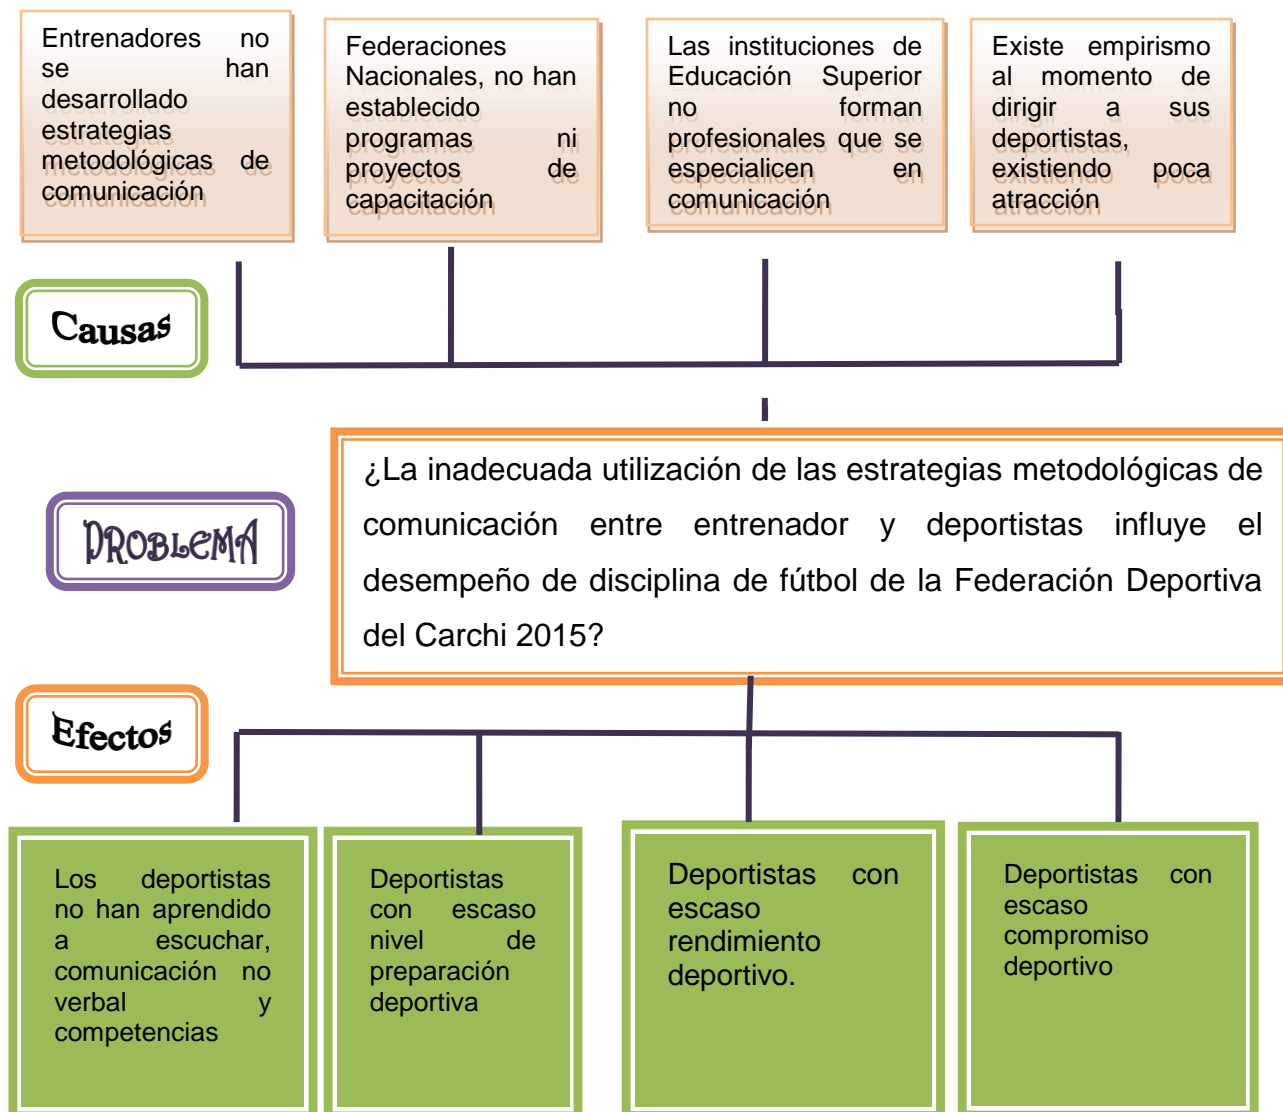 Entrenadores no
se han
desarrollado
estrategias
metodológicas de
comunicación
Federaciones
Nacionales, no han
establecido
programas ni
proyectos de
capacitación
Las instituciones de
Educación Superior
no forman
profesionales que se
especialicen en
comunicación
Existe empirismo
al momento de
dirigir a sus
deportistas,
existiendo poca
atracción
Causas
PROBLEMA
¿La inadecuada utilización de las estrategias metodológicas de
comunicación entre entrenador y deportistas influye el
desempeño de disciplina de fútbol de la Federación Deportiva
del Carchi 2015?
Efectos
Los deportistas
no han aprendido
a escuchar,
comunicación no
verbal y
competencias
Deportistas
con escaso
nivel de
preparación
deportiva
Deportistas con
escaso
rendimiento
deportivo.
Deportistas con
escaso
compromiso
deportivo